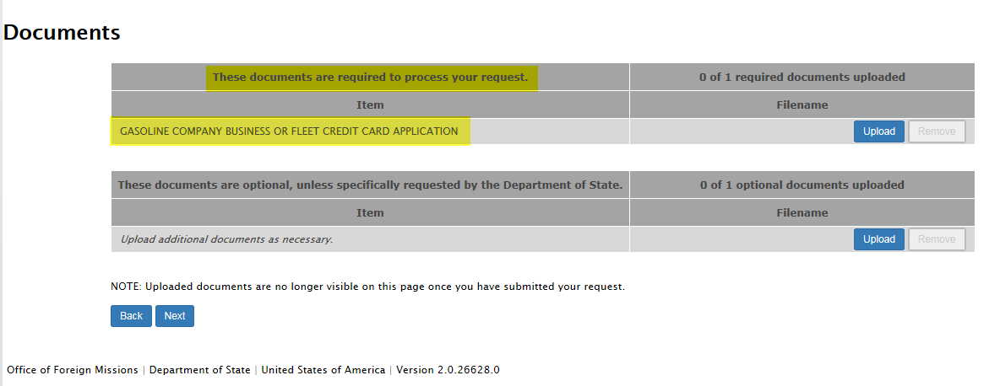 Documents
These documents are required to process your request. 0 of 1 required documents uploaded
Item Filename
GASOLINE COMPANY BUSINESS OR FLEET CREDIT CARD APPLICATION Upload Remove
These documents are optional, unless specifically requested by the Department of State. 0 of 1 optional documents uploaded
Item Filename
Upload additional documents as necessary. Upload Remove
NOTE: Uploaded documents are no longer visible on this page once you have submitted your request.
Back Next
Office of Foreign Missions | Department of State | United States of America | Version 2.0.26628.0